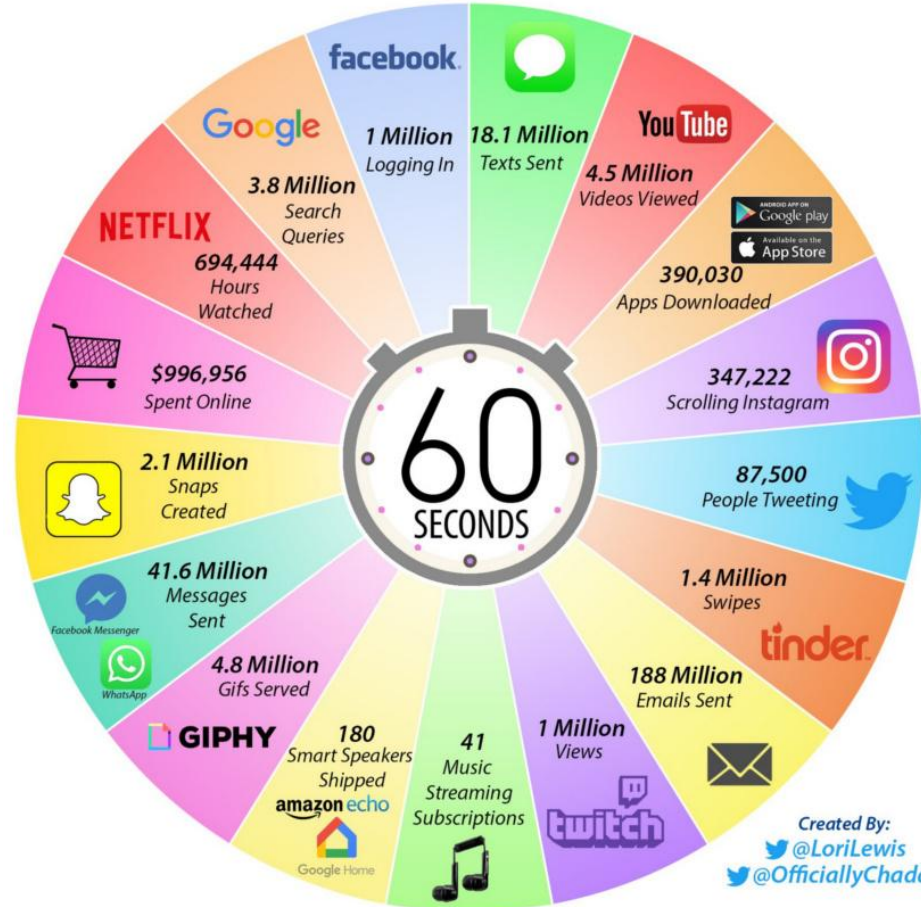 facebook
1 Million
Logging In
18.1 Million
Texts Sent
YouTube
4.5 Million
Videos Viewed
ANDROID APP ON
Google play
Available on the
App Store
390,030
Apps Downloaded
347,222
Scrolling Instagram
87,500
People Tweeting
1.4 Million
Swipes
tinder
188 Million
Emails Sent
1 Million
Views
twitch
41
Music
Streaming
Subscriptions
180
Smart Speakers
Shipped
amazon echo
Google Home
4.8 Million
Gifs Served
GIPHY
41.6 Million
Messages
Sent
Facebook Messenger
WhatsApp
2.1 Million
Snaps
Created
$996,956
Spent Online
NETFLIX
694,444
Hours
Watched
Google
3.8 Million
Search
Queries
60
SECONDS
Created By:
@LoriLewis
@OfficiallyChadd